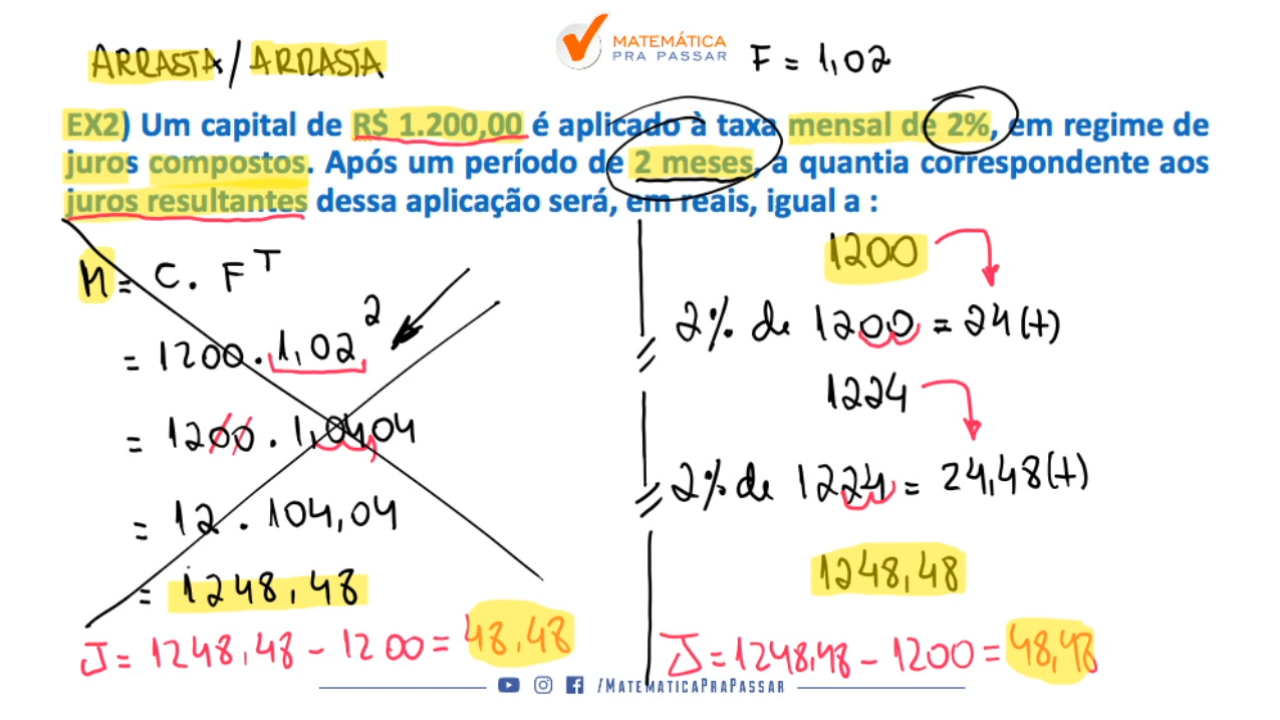 ARRASTA/ARRASTA
MATEMÁTICA
PRA PASSAR
F = 1,02
EX2) Um capital de R$ 1.200,00 é aplicado à taxa mensal de 2%, em regime de
juros compostos. Após um período de 2 meses, a quantia correspondente aos
juros resultantes dessa aplicação será, em reais, igual a :
M = C. F^T
= 1200.1,02^2
= 1200.1,0404
= 12.104,04
= 1248,48
J = 1248,48 - 1200 = 48,48
1200
2% de 1200 = 24(+)
1224
2% de 1224 = 24,48(+)
1248,48
J = 1248,48 - 1200 = 48,48
/MATEMATICAPRAPASSAR